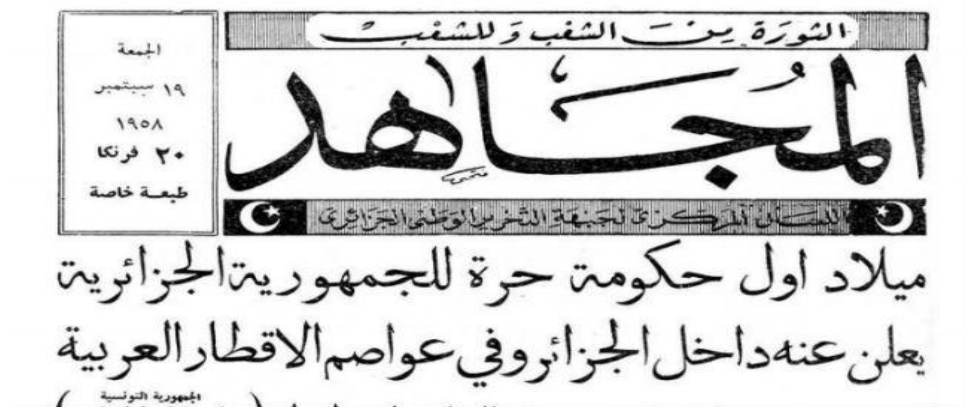 الثورة من الشعب و للشعب
المجاهد
اللسان المركزي لجبهة التحرير الوطني الجزائري
الجمعة
١٩ سبتمبر
١٩٥٨
٢٠ فرنكا
طبعة خاصة
ميلاد اول حكومة حرة للجمهورية الجزائرية
يعلن عنه داخل الجزائر وفي عواصم الاقطار العربية
الجمهورية التونسية